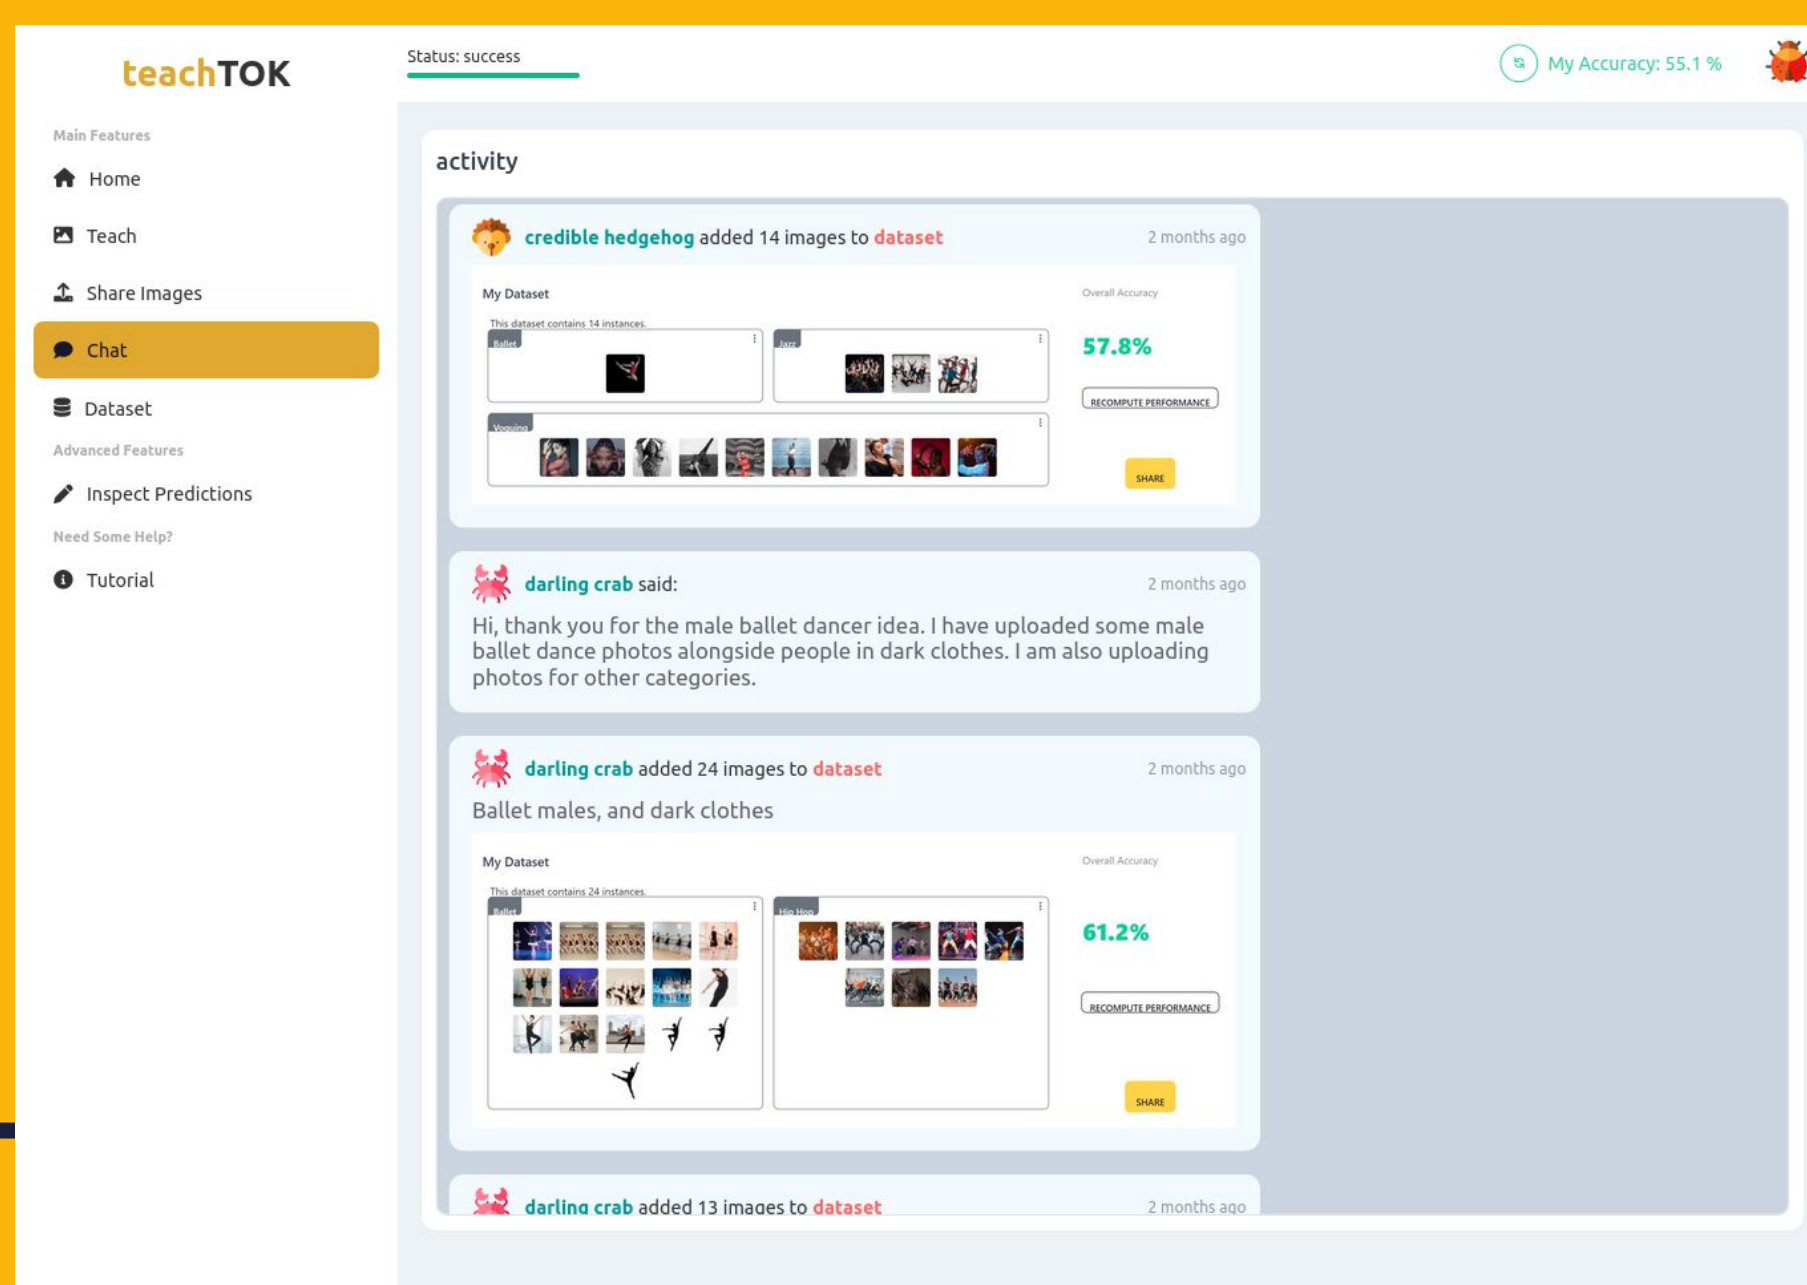 teachTOK
Status: success
My Accuracy: 55.1 %
Main Features
Home
Teach
Share Images
Chat
Dataset
Advanced Features
Inspect Predictions
Need Some Help?
Tutorial
activity
credible hedgehog added 14 images to dataset
2 months ago
My Dataset
Overall Accuracy
This dataset contains 14 instances.
Ballet
Jazz
57.8%
RECOMPUTE PERFORMANCE
Voguing
SHARE
darling crab said:
2 months ago
Hi, thank you for the male ballet dancer idea. I have uploaded some male
ballet dance photos alongside people in dark clothes. I am also uploading
photos for other categories.
darling crab added 24 images to dataset
2 months ago
Ballet males, and dark clothes
My Dataset
Overall Accuracy
This dataset contains 24 instances.
Ballet
Hip Hop
61.2%
RECOMPUTE PERFORMANCE
SHARE
darling crab added 13 images to dataset
2 months ago